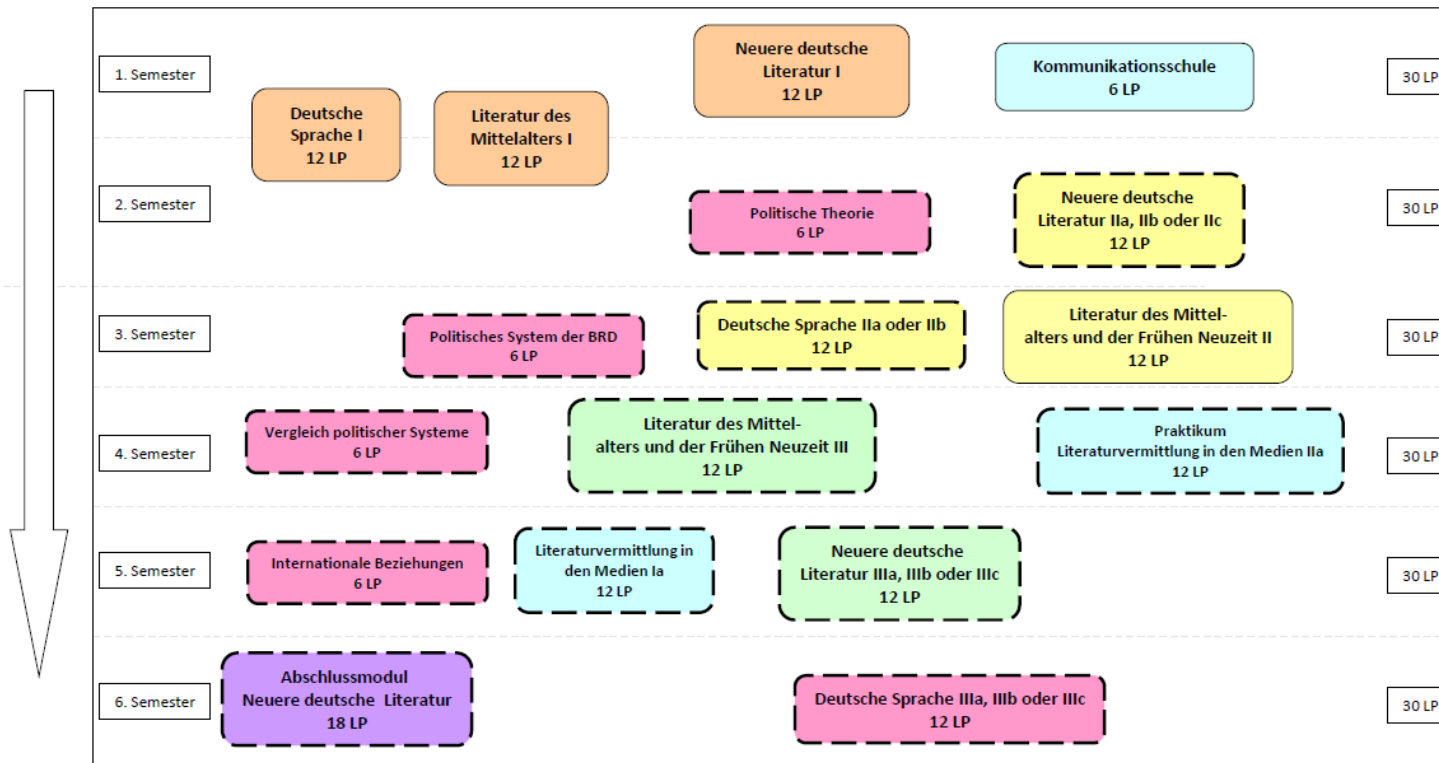 1. Semester
Neuere deutsche
Literatur I
12 LP
Kommunikationsschule
6 LP
30 LP
Deutsche
Sprache I
12 LP
Literatur des
Mittelalters I
12 LP
2. Semester
Politische Theorie
6 LP
Neuere deutsche
Literatur IIa, IIb oder IIc
12 LP
30 LP
3. Semester
Politisches System der BRD
6 LP
Deutsche Sprache IIa oder IIb
12 LP
Literatur des Mittel-
alters und der Frühen Neuzeit II
12 LP
30 LP
4. Semester
Vergleich politischer Systeme
6 LP
Literatur des Mittel-
alters und der Frühen Neuzeit III
12 LP
Praktikum
Literaturvermittlung in den Medien IIa
12 LP
30 LP
5. Semester
Internationale Beziehungen
6 LP
Literaturvermittlung in
den Medien Ia
12 LP
Neuere deutsche
Literatur IIIa, IIIb oder IIIc
12 LP
30 LP
6. Semester
Abschlussmodul
Neuere deutsche Literatur
18 LP
Deutsche Sprache IIIa, IIIb oder IIIc
12 LP
30 LP